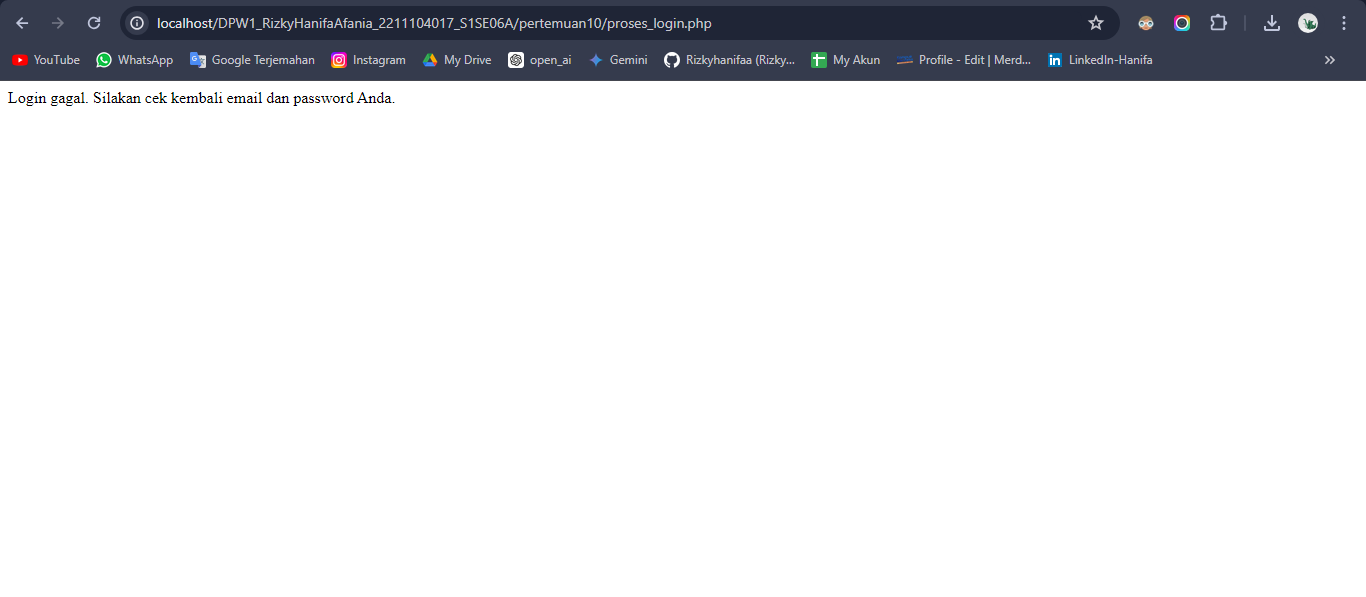 localhost/DPW1_RizkyHanifaAfania_2211104017_S1SE06A/pertemuan10/proses_login.php
YouTube WhatsApp Google Terjemahan Instagram My Drive open_ai Gemini Rizkyhanifaa (Rizky... My Akun Profile - Edit | Merd... LinkedIn-Hanifa
Login gagal. Silakan cek kembali email dan password Anda.